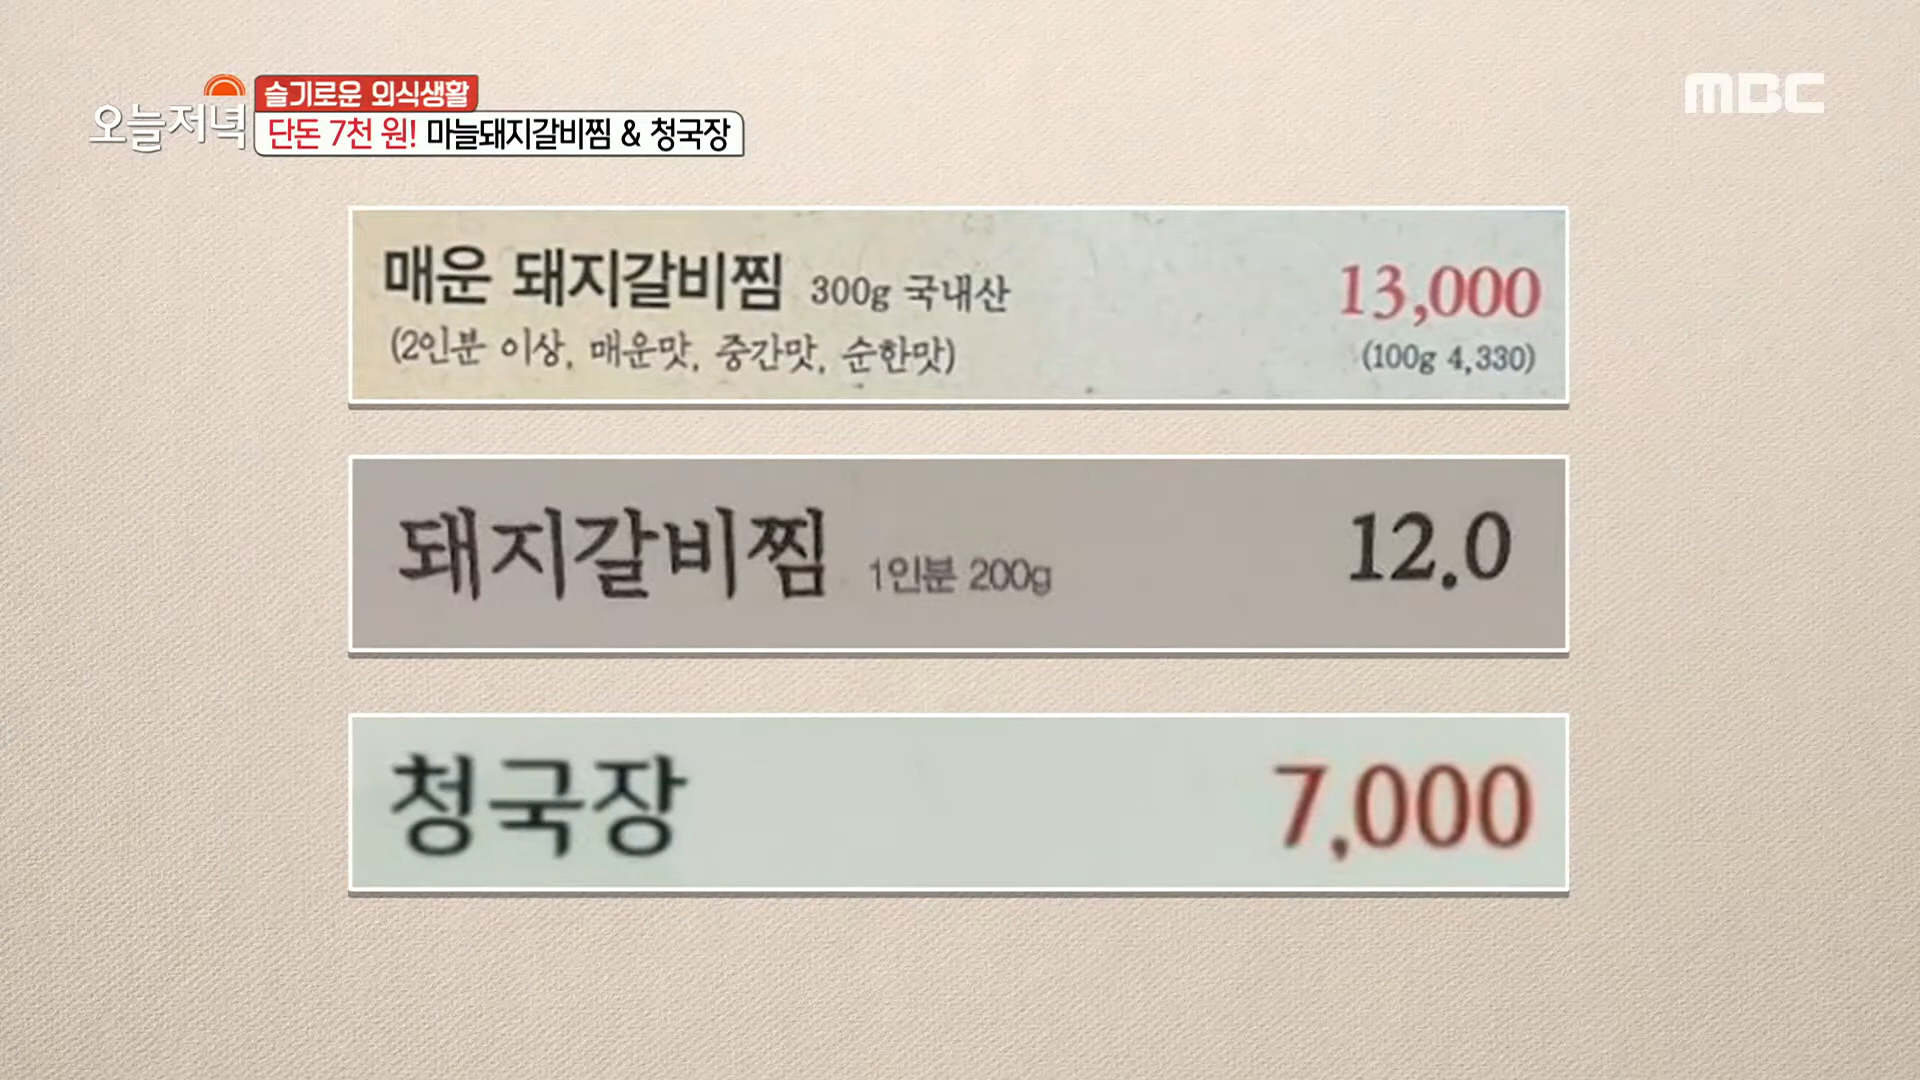 오늘저녁
슬기로운 외식생활
단돈 7천 원! 마늘돼지갈비찜 & 청국장
MBC
매운 돼지갈비찜 300g 국내산 13,000
(2인분 이상, 매운맛, 중간맛, 순한맛) (100g 4,330)
돼지갈비찜 1인분 200g 12.0
청국장 7,000